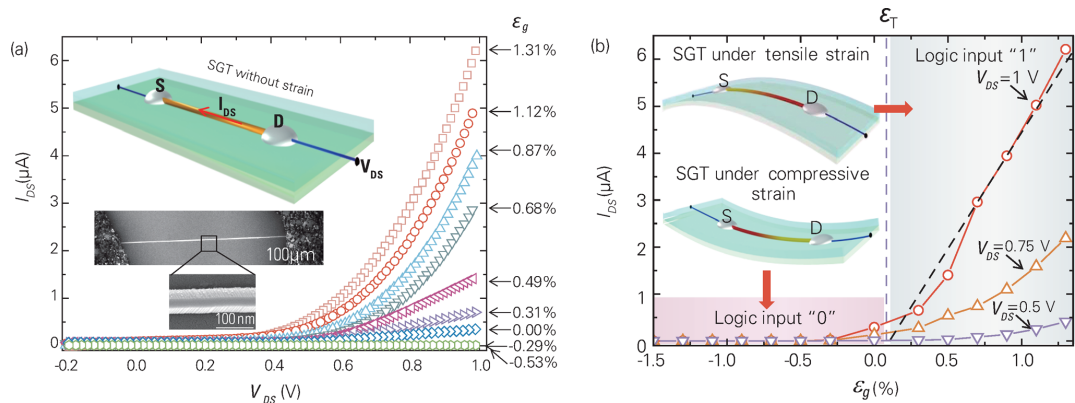 (a)
ε_g
6
5
4
3
2
1
0
I_DS(μA)
-0.2
0.0
0.2
0.4
0.6
0.8
1.0
V_DS (V)
1.31%
1.12%
0.87%
0.68%
0.49%
0.31%
0.00%
-0.29%
-0.53%
SGT without strain
S
I_DS
D
V_DS
100μm
100nm
(b)
ε_T
6
5
4
3
2
1
0
I_DS(μA)
-1.5
-1.0
-0.5
0.0
0.5
1.0
ε_g(%)
SGT under tensile strain
S
D
SGT under compressive
strain
S
D
Logic input "0"
Logic input "1"
V_DS=1 V
V_DS=0.75 V
V_DS=0.5 V